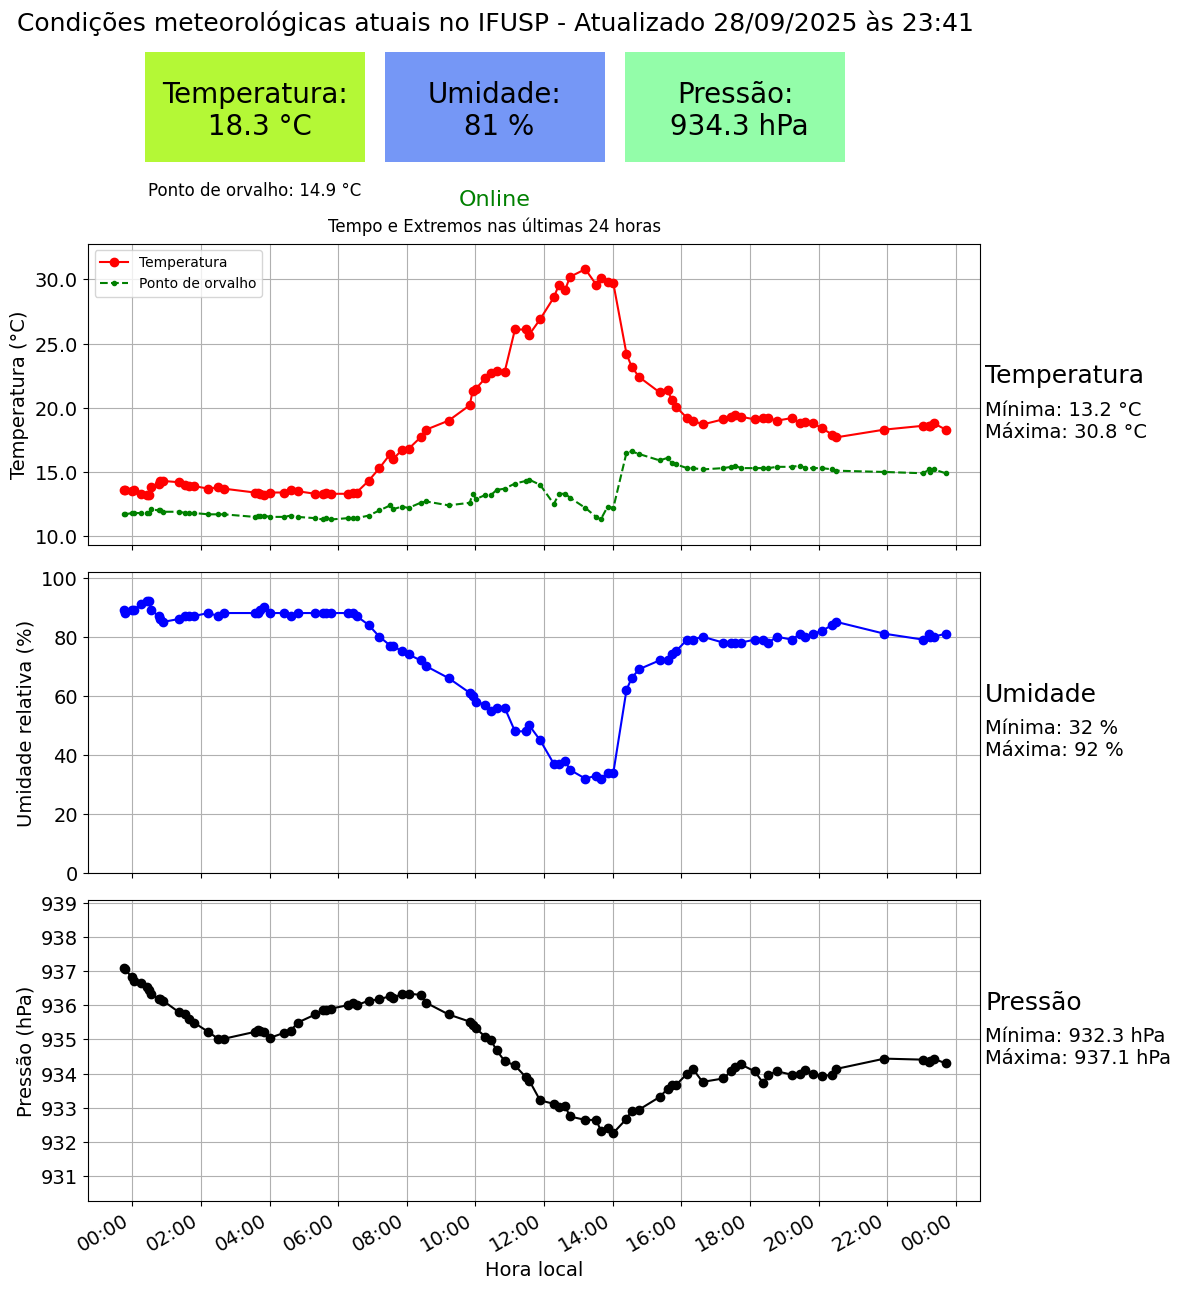 Condições meteorológicas atuais no IFUSP - Atualizado 28/09/2025 às 23:41
Temperatura:
18.3 °C
Umidade:
81 %
Pressão:
934.3 hPa
Ponto de orvalho: 14.9 °C
Online
Tempo e Extremos nas últimas 24 horas
Temperatura
Ponto de orvalho
Temperatura (°C)
30.0
25.0
20.0
15.0
10.0
Temperatura
Mínima: 13.2 °C
Máxima: 30.8 °C
Umidade relativa (%)
100
80
60
40
20
0
Umidade
Mínima: 32 %
Máxima: 92 %
Pressão (hPa)
939
938
937
936
935
934
933
932
931
Pressão
Mínima: 932.3 hPa
Máxima: 937.1 hPa
00:00 02:00 04:00 06:00 08:00 10:00 12:00 14:00 16:00 18:00 20:00 22:00 00:00
Hora local